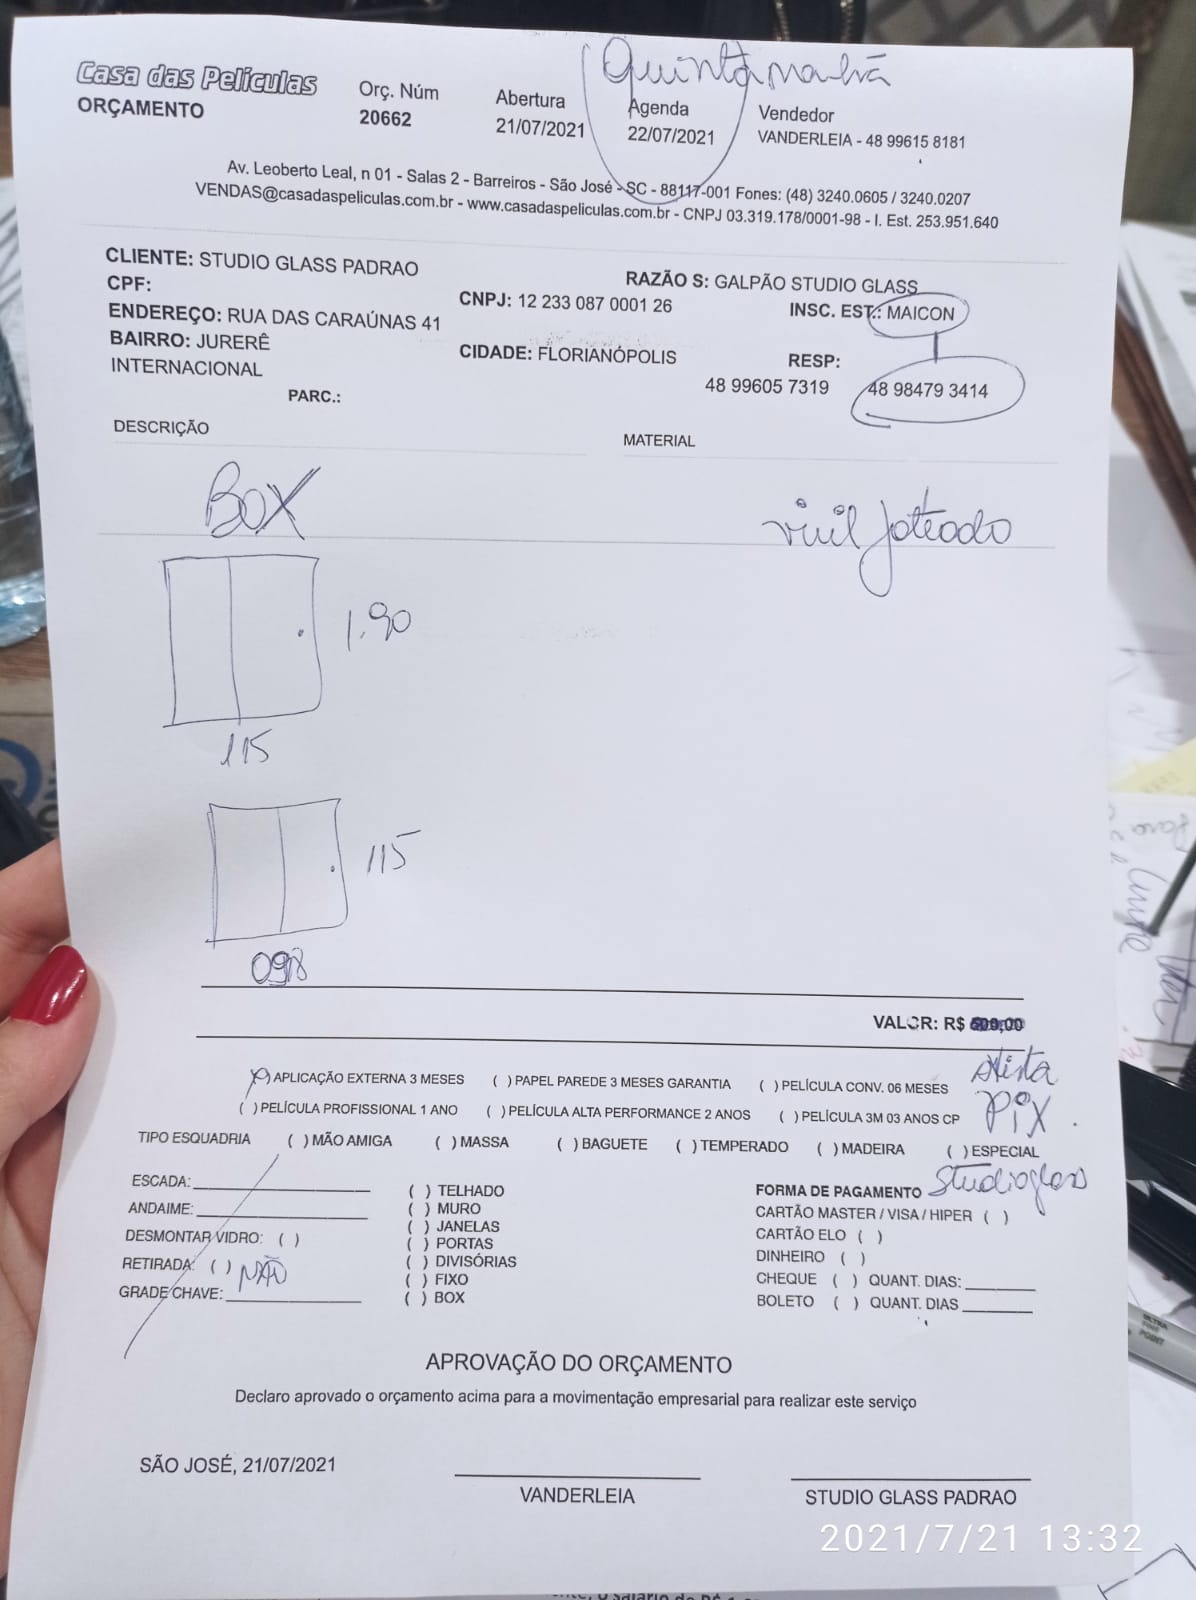 Quinta manhã
Casa das Películas
ORÇAMENTO
Orç. Núm
20662
Abertura
21/07/2021
Agenda
22/07/2021
Vendedor
VANDERLEIA - 48 99615 8181
Av. Leoberto Leal, n 01 - Salas 2 - Barreiros - São José - SC - 88117-001 Fones: (48) 3240.0605 / 3240.0207
VENDAS@casadaspeliculas.com.br - www.casadaspeliculas.com.br - CNPJ 03.319.178/0001-98 - I. Est. 253.951.640
CLIENTE: STUDIO GLASS PADRAO
RAZÃO S: GALPÃO STUDIO GLASS
CPF:
CNPJ: 12 233 087 0001 26
INSC. EST.: MAICON
ENDEREÇO: RUA DAS CARAÚNAS 41
BAIRRO: JURERÊ
INTERNACIONAL
CIDADE: FLORIANÓPOLIS
RESP:
48 99605 7319
48 98479 3414
PARC.:
DESCRIÇÃO
MATERIAL
BOX
vinil jateado
1.90
115
115
098
VALOR: R$
(X) APLICAÇÃO EXTERNA 3 MESES ( ) PAPEL PAREDE 3 MESES GARANTIA ( ) PELÍCULA CONV. 06 MESES
( ) PELÍCULA PROFISSIONAL 1 ANO ( ) PELÍCULA ALTA PERFORMANCE 2 ANOS ( ) PELÍCULA 3M 03 ANOS CP
PiX
TIPO ESQUADRIA ( ) MÃO AMIGA ( ) MASSA ( ) BAGUETE ( ) TEMPERADO ( ) MADEIRA ( ) ESPECIAL
Studioglass
ESCADA:
ANDAIME:
DESMONTAR VIDRO: ( )
RETIRADA: ( ) NÃO
GRADE CHAVE:
( ) TELHADO
( ) MURO
( ) JANELAS
( ) PORTAS
( ) DIVISÓRIAS
( ) FIXO
( ) BOX
FORMA DE PAGAMENTO
CARTÃO MASTER / VISA / HIPER ( )
CARTÃO ELO ( )
DINHEIRO ( )
CHEQUE ( ) QUANT. DIAS:
BOLETO ( ) QUANT. DIAS
APROVAÇÃO DO ORÇAMENTO
Declaro aprovado o orçamento acima para a movimentação empresarial para realizar este serviço
SÃO JOSÉ, 21/07/2021
VANDERLEIA
STUDIO GLASS PADRAO
2021/7/21 13:32